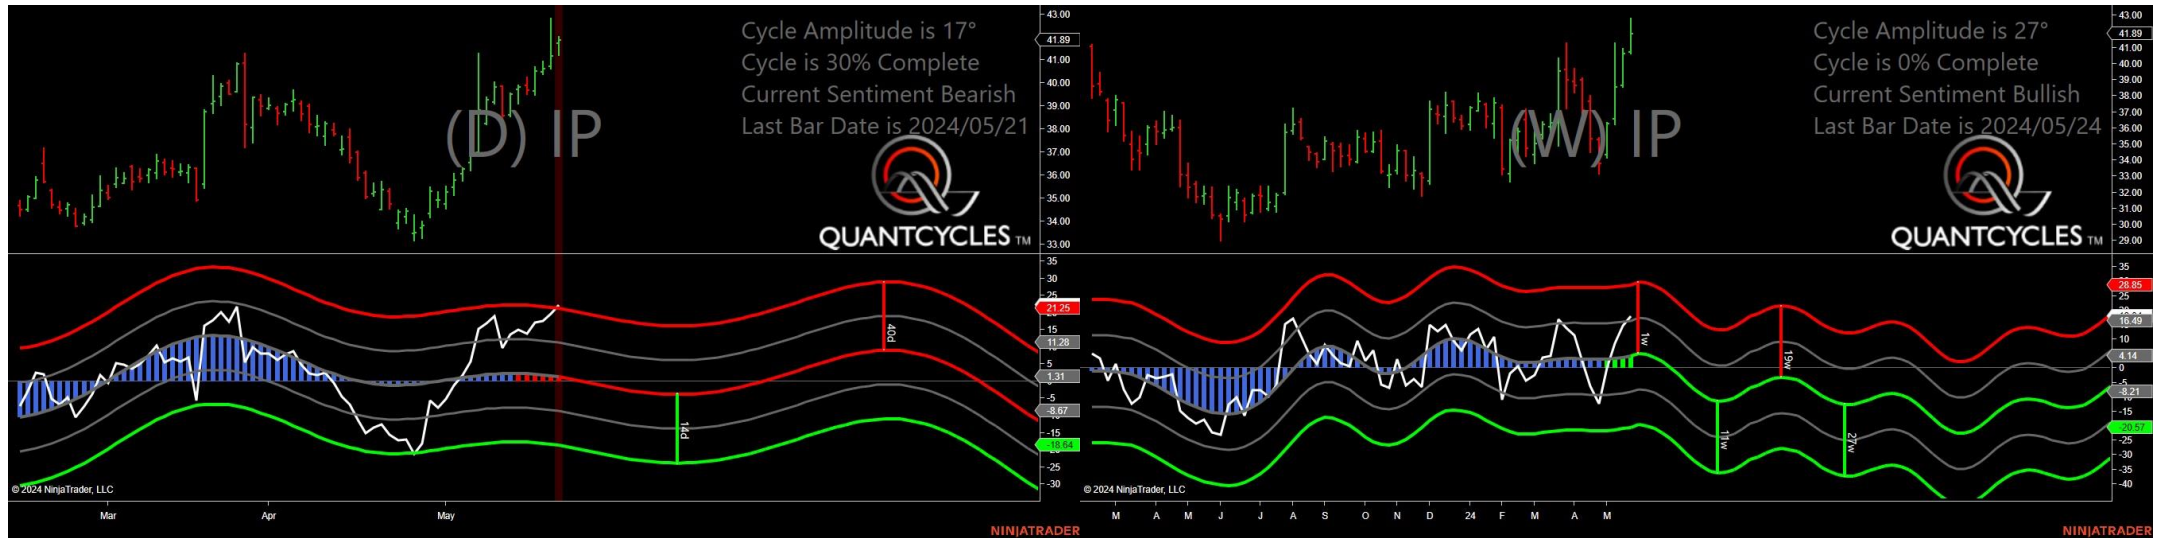 Cycle Amplitude is 17°
Cycle is 30% Complete
Current Sentiment Bearish
Last Bar Date is 2024/05/21
(D) IP
QUANTCYCLES TM
43.00
41.89
41.00
40.00
39.00
38.00
37.00
36.00
35.00
34.00
33.00
35
30
25
21.25
15
11.28
5
1.31
-5
-8.67
-15
-18.64
-25
-30
40d
14d
© 2024 NinjaTrader, LLC
Mar Apr May
NINJATRADER
Cycle Amplitude is 27°
Cycle is 0% Complete
Current Sentiment Bullish
Last Bar Date is 2024/05/24
(W) IP
QUANTCYCLES TM
43.00
41.89
41.00
40.00
39.00
38.00
37.00
36.00
35.00
34.00
33.00
32.00
31.00
30.00
29.00
35
28.85
25
16.49
10
4.14
0
-5
-8.21
-15
-20.57
-25
-30
-35
-40
1w
19w
11w
27w
© 2024 NinjaTrader, LLC
M A M J J A S O N D 24 F M A M
NINJATRADER